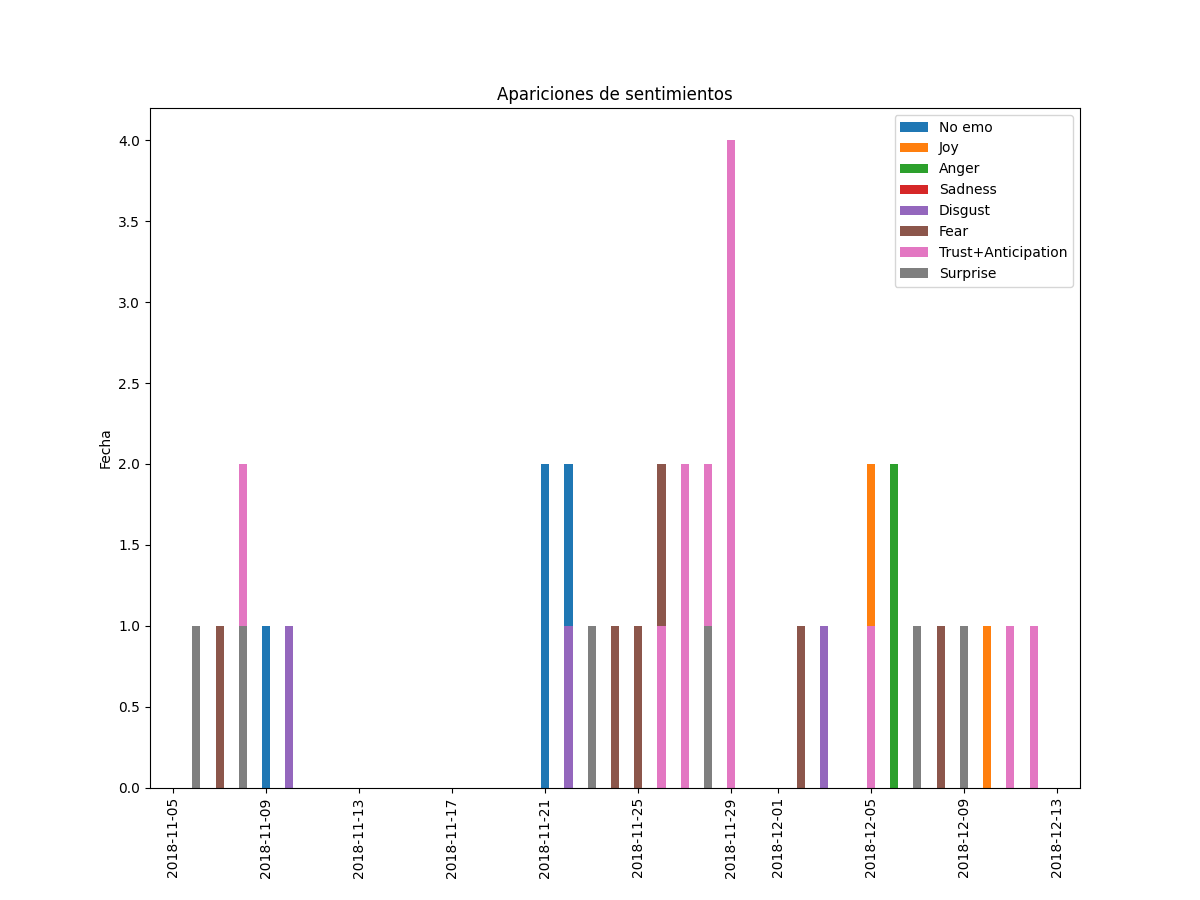 Apariciones de sentimientos
No emo
Joy
Anger
Sadness
Disgust
Fear
Trust+Anticipation
Surprise
Fecha
4.0
3.5
3.0
2.5
2.0
1.5
1.0
0.5
0.0
2018-11-05
2018-11-09
2018-11-13
2018-11-17
2018-11-21
2018-11-25
2018-11-29
2018-12-01
2018-12-05
2018-12-09
2018-12-13